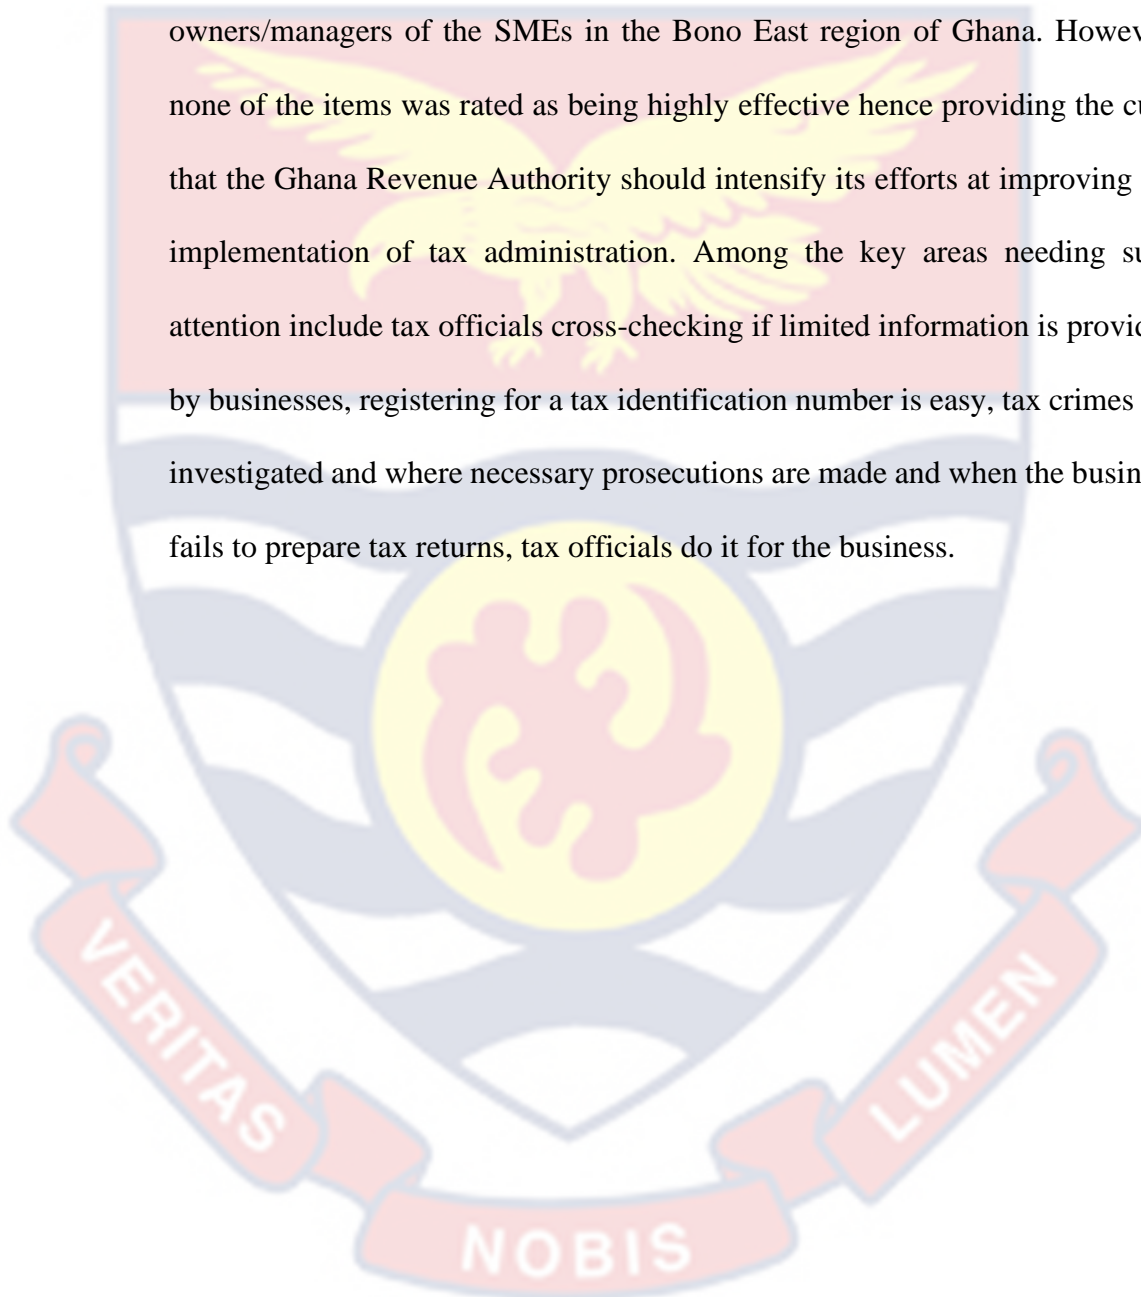 owners/managers of the SMEs in the Bono East region of Ghana. Howev
none of the items was rated as being highly effective hence providing the cu
that the Ghana Revenue Authority should intensify its efforts at improving
implementation of tax administration. Among the key areas needing su
attention include tax officials cross-checking if limited information is provid
by businesses, registering for a tax identification number is easy, tax crimes
investigated and where necessary prosecutions are made and when the busin
fails to prepare tax returns, tax officials do it for the business.
VERITAS
NOBIS
LUMEN